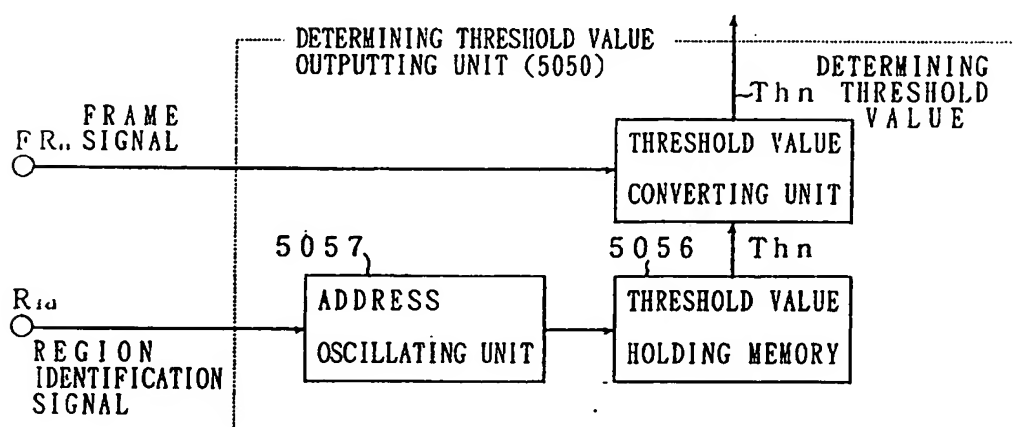 DETERMINING THRESHOLD VALUE
OUTPUTTING UNIT (5050)
DETERMINING
THRESHOLD
VALUE
Thn
FRAME
SIGNAL
THRESHOLD VALUE
CONVERTING UNIT
5057
5056
Thn
Rid
ADDRESS
OSCILLATING UNIT
THRESHOLD VALUE
HOLDING MEMORY
REGION
IDENTIFICATION
SIGNAL